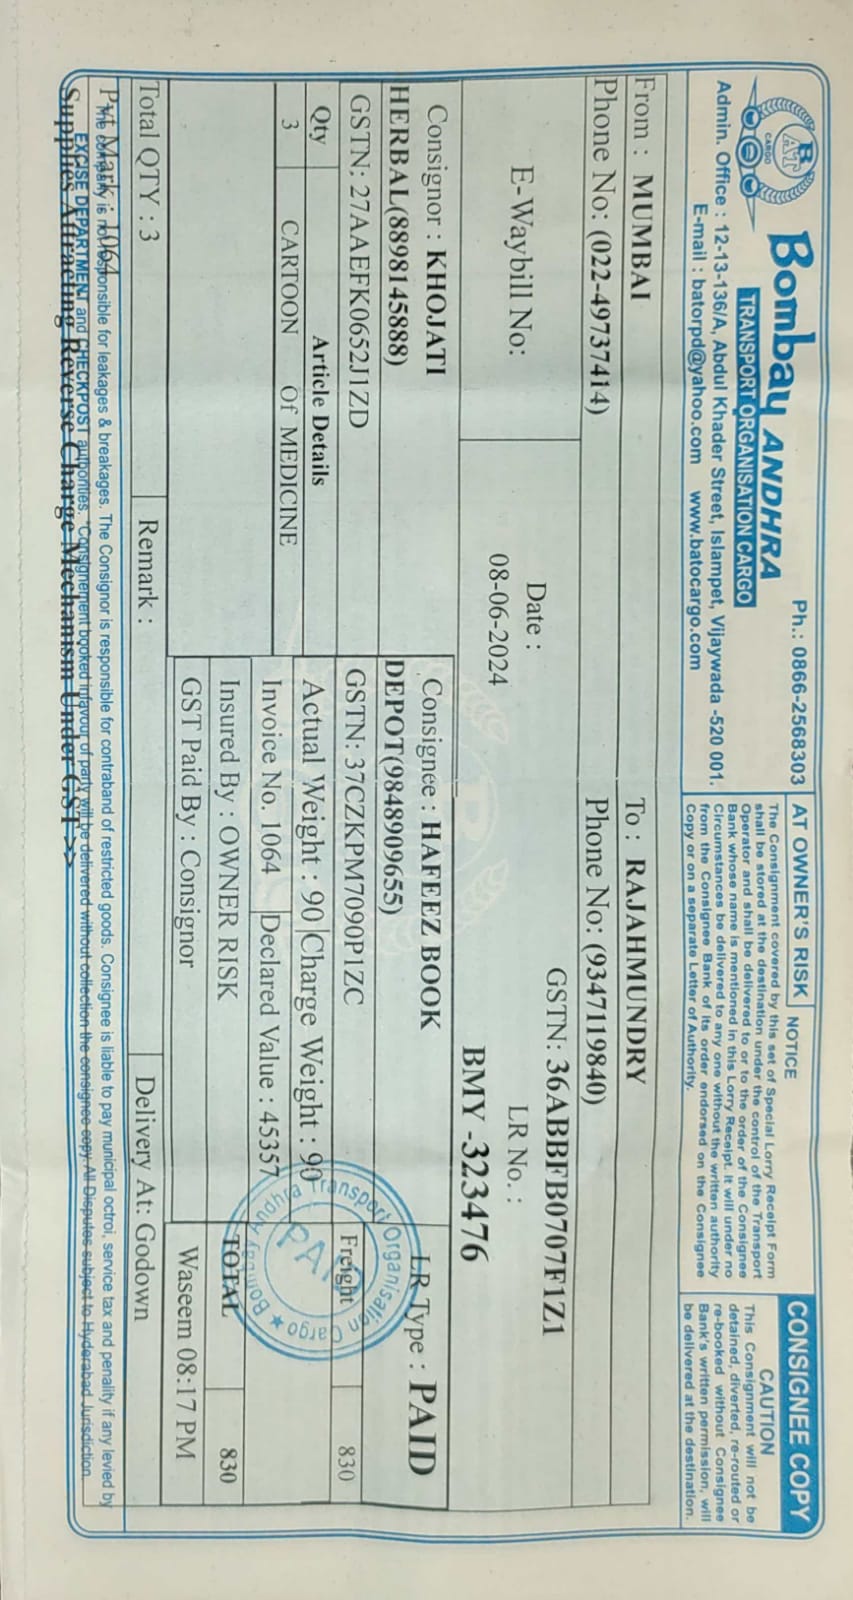 BAT
CARGO
Bombay ANDHRA
TRANSPORT ORGANISATION CARGO
Ph.: 0866-2568303
Admin. Office : 12-13-136/A, Abdul Khader Street, Islampet, Vijaywada -520 001.
E-mail : batorpd@yahoo.com www.batocargo.com
AT OWNER'S RISK
NOTICE
The Consignment covered by this set of Special Lorry Receipt Form
shall be stored at the destination under the control of the Transport
Operator and shall be delivered to or to the order of the Consignee
Bank whose name is mentioned in this Lorry Receipt. It will under no
Circumstances be delivered to any one without the written authority
from the Consignee Bank of its order endorsed on the Consignee
Copy or on a separate Letter of Authority.
CONSIGNEE COPY
CAUTION
This Consignment will not be
detained, diverted, re-routed or
re-booked without Consignee
Bank's written permission, will
be delivered at the destination.
From : MUMBAI
To : RAJAHMUNDRY
Phone No: (022-49737414)
Phone No: (9347119840)
GSTN: 36ABBFB0707F1Z1
E-Waybill No:
Date :
08-06-2024
LR No. :
BMY -323476
Consignor : KHOJATI
HERBAL(8898145888)
Consignee : HAFEEZ BOOK
DEPOT(9848909655)
LR Type : PAID
GSTN: 27AAEFK0652J1ZD
GSTN: 37CZKPM7090P1ZC
Freight 830
Qty Article Details
Actual Weight : 90 Charge Weight : 90
3 CARTOON Of MEDICINE
Invoice No. 1064 Declared Value : 45357
Insured By : OWNER RISK
TOTAL 830
GST Paid By : Consignor
Waseem 08:17 PM
Bombay Andhra Transport Organisation Cargo ★
PAID
Total QTY : 3
Remark :
Delivery At: Godown
Pvt Mark : 1064
The company is not responsible for leakages & breakages. The Consignor is responsible for contraband of restricted goods. Consignee is liable to pay municipal octroi, service tax and penality if any levied by
EXCISE DEPARTMENT and CHECKPOST authorities. "Consignement booked infavour of party will be delivered without collection the consignee copy. All Disputes subject to Hyderabad Jurisdiction.
Supplies Attracting Reverse Charge Mechanism Under GST >>